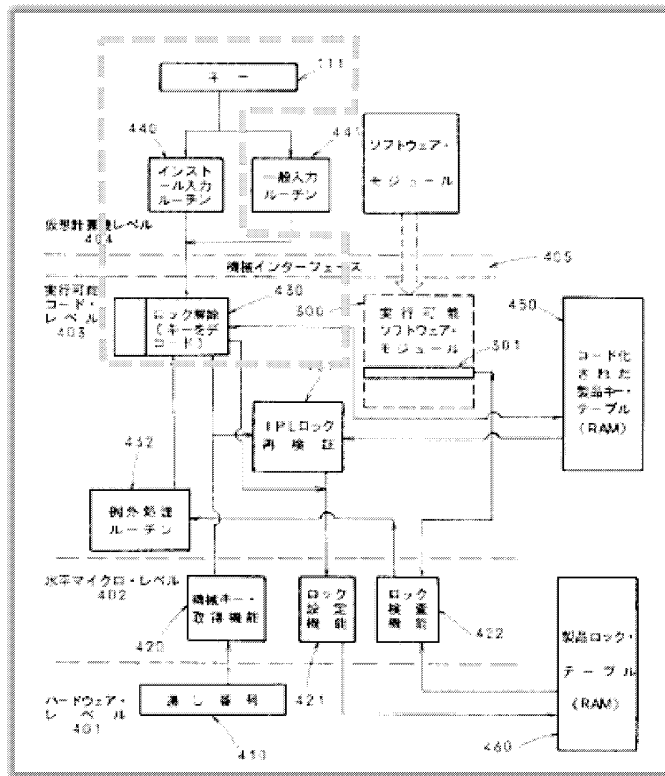 キー
111
440
インスト
ール入力
ルーチン
一般入力
ルーチン
ソフトウェア・
モジュール
仮想計算機レベル
404
機械インターフェース
405
実行可能
コード・
レベル
403
ロック解除
(キーをデ
コード)
430
300
実行可能
ソフトウェア・
モジュール
301
450
コード化
された
製品キー・
テーブル
(RAM)
IPLロック
再検証
432
例外処理
ルーチン
水平マイクロ・レベル
402
機械キー・
取得機能
420
ロック
設定
機能
421
ロック
検査
機能
422
製品ロック・
テーブル
(RAM)
460
ハードウェア・
レベル
401
通し番号
410